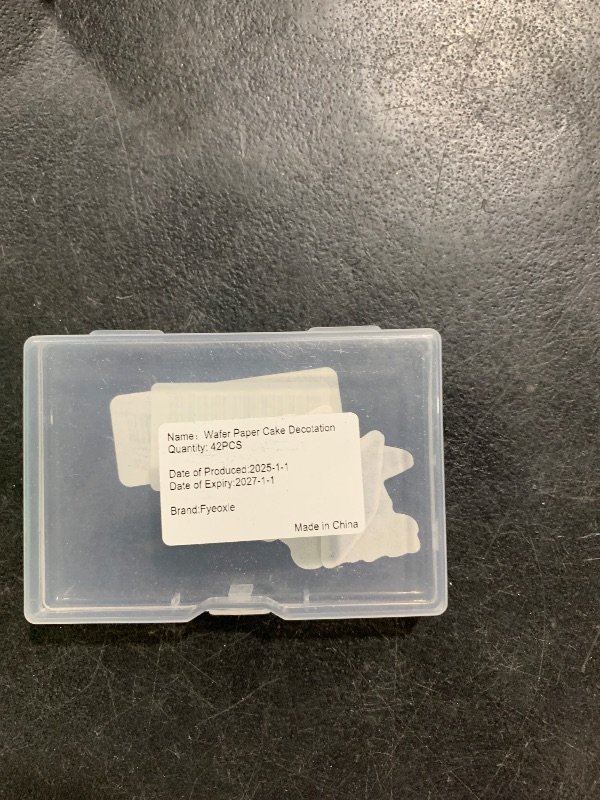 Name: Wafer Paper Cake Decotation
Quantity: 42PCS
Date of Produced:2025-1-1
Date of Expiry:2027-1-1
Brand:Fyeoxie
Made in China